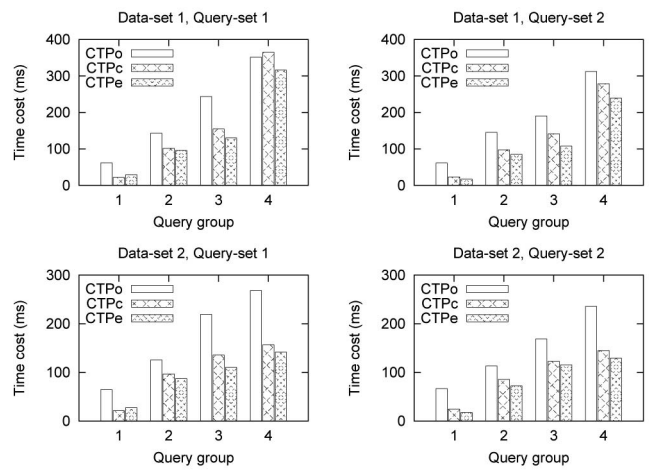 Data-set 1, Query-set 1
400
300
200
100
0
Time cost (ms)
CTPo
CTPc
CTPe
1 2 3 4
Query group
Data-set 1, Query-set 2
400
300
200
100
0
Time cost (ms)
CTPo
CTPc
CTPe
1 2 3 4
Query group
Data-set 2, Query-set 1
300
200
100
0
Time cost (ms)
CTPo
CTPc
CTPe
1 2 3 4
Query group
Data-set 2, Query-set 2
300
200
100
0
Time cost (ms)
CTPo
CTPc
CTPe
1 2 3 4
Query group